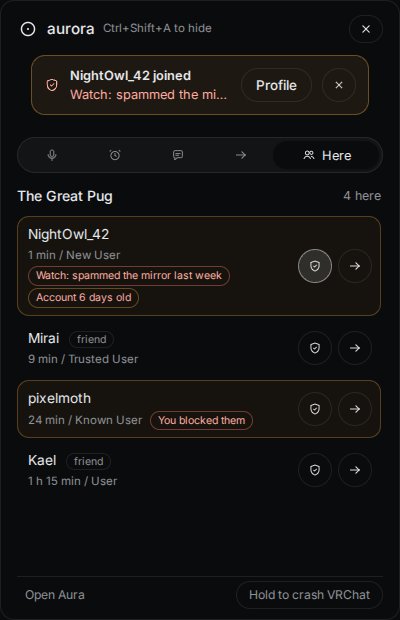 aurora Ctrl+Shift+A to hide
NightOwl_42 joined
Watch: spammed the mi...
Profile
Here
The Great Pug
4 here
NightOwl_42
1 min / New User
Watch: spammed the mirror last week
Account 6 days old
Mirai friend
9 min / Trusted User
pixelmoth
24 min / Known User You blocked them
Kael friend
1 h 15 min / User
Open Aura
Hold to crash VRChat